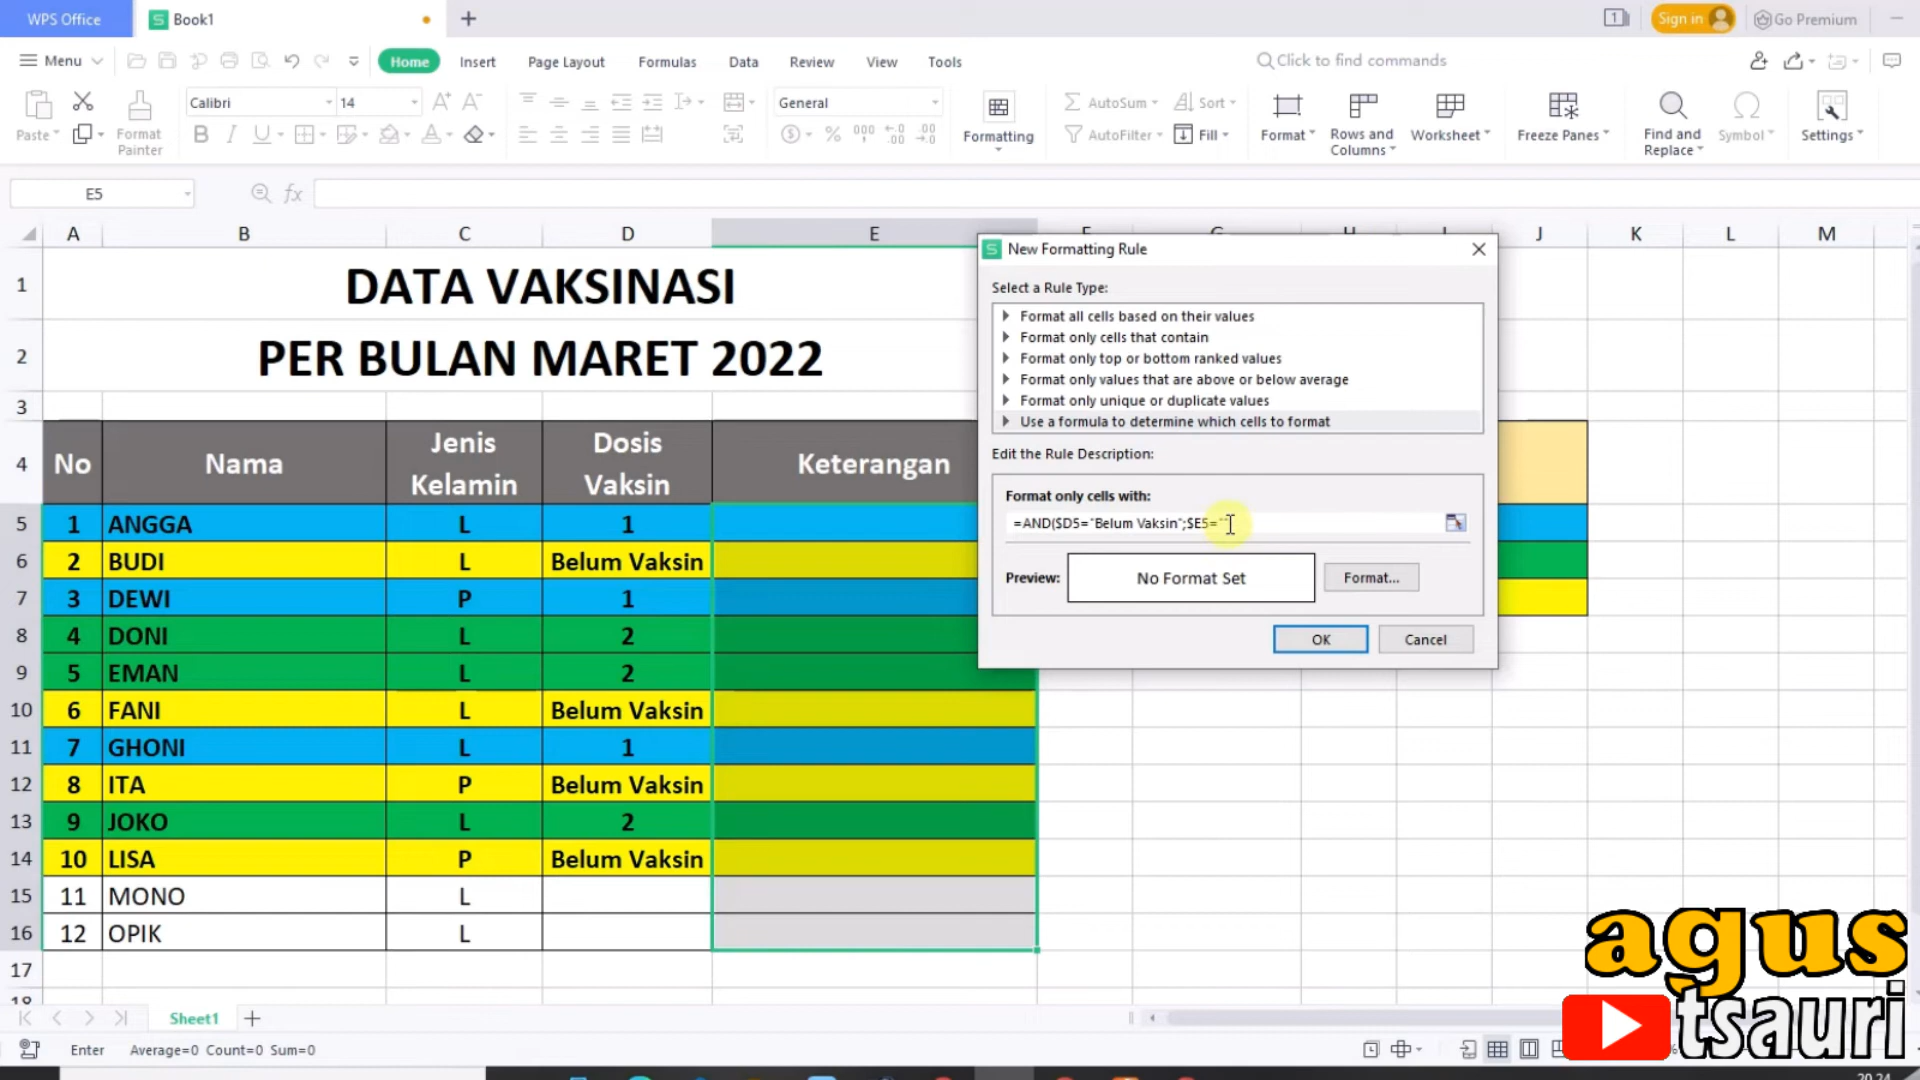 WPS Office
S Book1
1
Sign in
Go Premium
Menu
Home
Insert
Page Layout
Formulas
Data
Review
View
Tools
Click to find commands
Paste
Format Painter
Calibri
14
General
Formatting
AutoSum
Sort
AutoFilter
Fill
Format
Rows and Columns
Worksheet
Freeze Panes
Find and Replace
Symbol
Settings
E5
fx
A B C D E J K L M
1 DATA VAKSINASI
2 PER BULAN MARET 2022
3
4 No Nama Jenis Kelamin Dosis Vaksin Keterangan
5 1 ANGGA L 1
6 2 BUDI L Belum Vaksin
7 3 DEWI P 1
8 4 DONI L 2
9 5 EMAN L 2
10 6 FANI L Belum Vaksin
11 7 GHONI L 1
12 8 ITA P Belum Vaksin
13 9 JOKO L 2
14 10 LISA P Belum Vaksin
15 11 MONO L
16 12 OPIK L
17
18
New Formatting Rule
Select a Rule Type:
Format all cells based on their values
Format only cells that contain
Format only top or bottom ranked values
Format only values that are above or below average
Format only unique or duplicate values
Use a formula to determine which cells to format
Edit the Rule Description:
Format only cells with:
=AND($D5="Belum Vaksin";$E5=""
Preview:
No Format Set
Format...
OK
Cancel
Sheet1
Enter
Average=0 Count=0 Sum=0
agus
tsauri
20.24